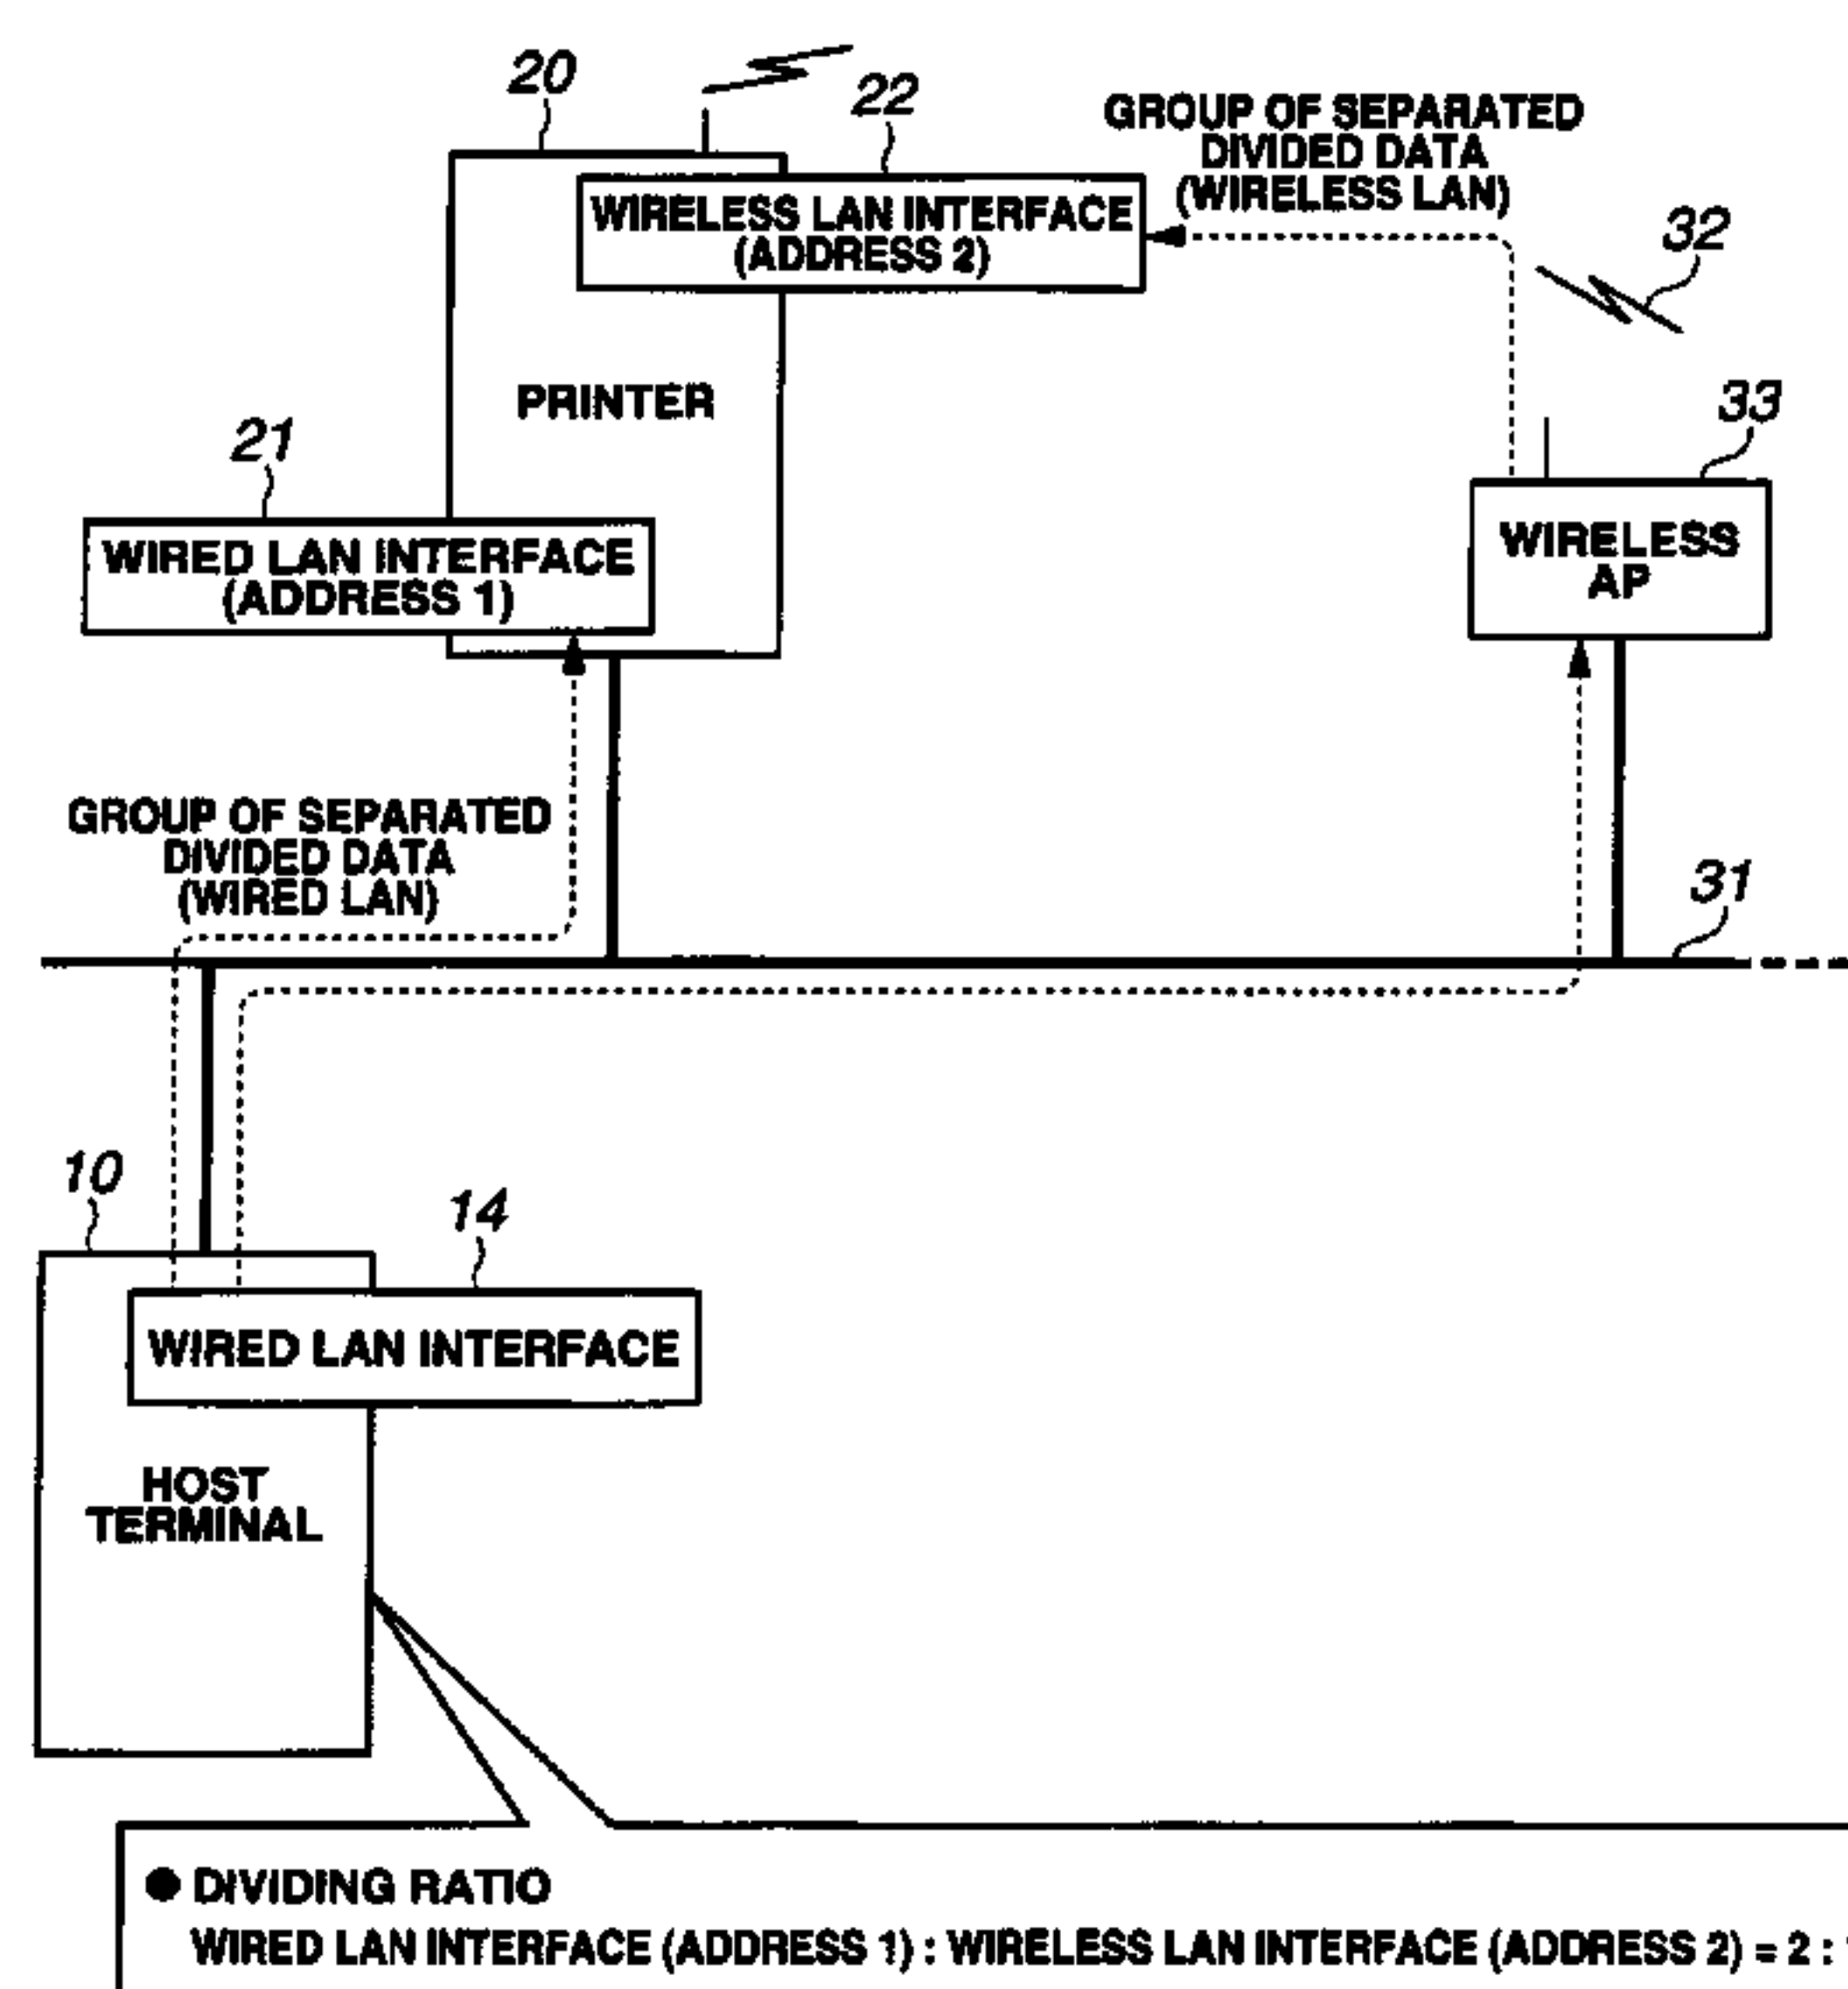 20
22
GROUP OF SEPARATED
DIVIDED DATA
(WIRELESS LAN)
WIRELESS LAN INTERFACE
(ADDRESS 2)
32
PRINTER
33
21
WIRELESS
AP
WIRED LAN INTERFACE
(ADDRESS 1)
GROUP OF SEPARATED
DIVIDED DATA
(WIRED LAN)
31
10
14
WIRED LAN INTERFACE
HOST
TERMINAL
● DIVIDING RATIO
WIRED LAN INTERFACE (ADDRESS 1) : WIRELESS LAN INTERFACE (ADDRESS 2) = 2 :